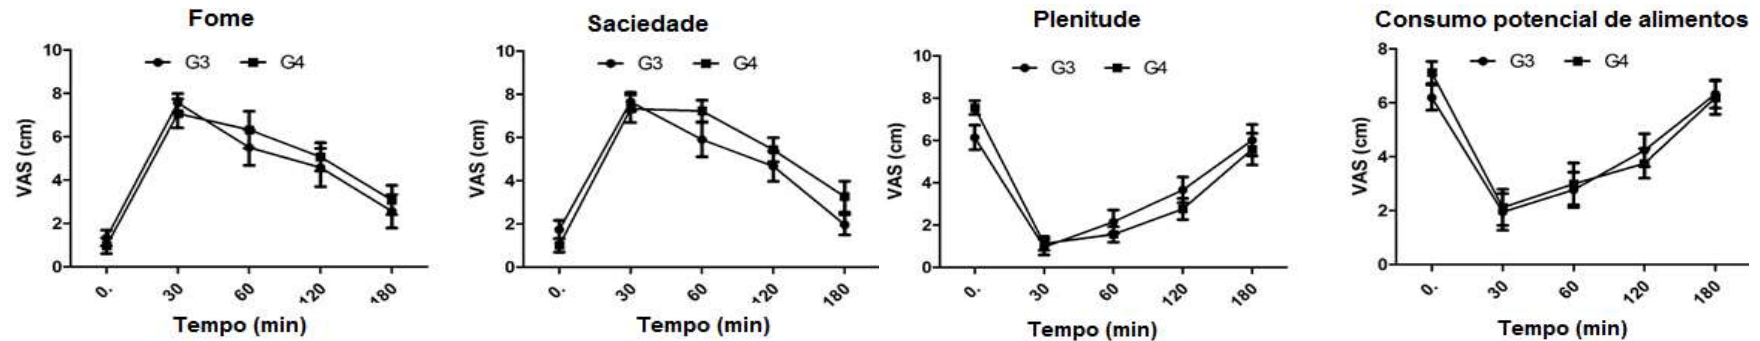 Fome
G3 G4
VAS (cm)
10
8
6
4
2
0
0. 30 60 120 180
Tempo (min)
Saciedade
G3 G4
VAS (cm)
10
8
6
4
2
0
0. 30 60 120 180
Tempo (min)
Plenitude
G3 G4
VAS (cm)
10
8
6
4
2
0
0. 30 60 120 180
Tempo (min)
Consumo potencial de alimentos
G3 G4
VAS (cm)
8
6
4
2
0
0. 30 60 120 180
Tempo (min)